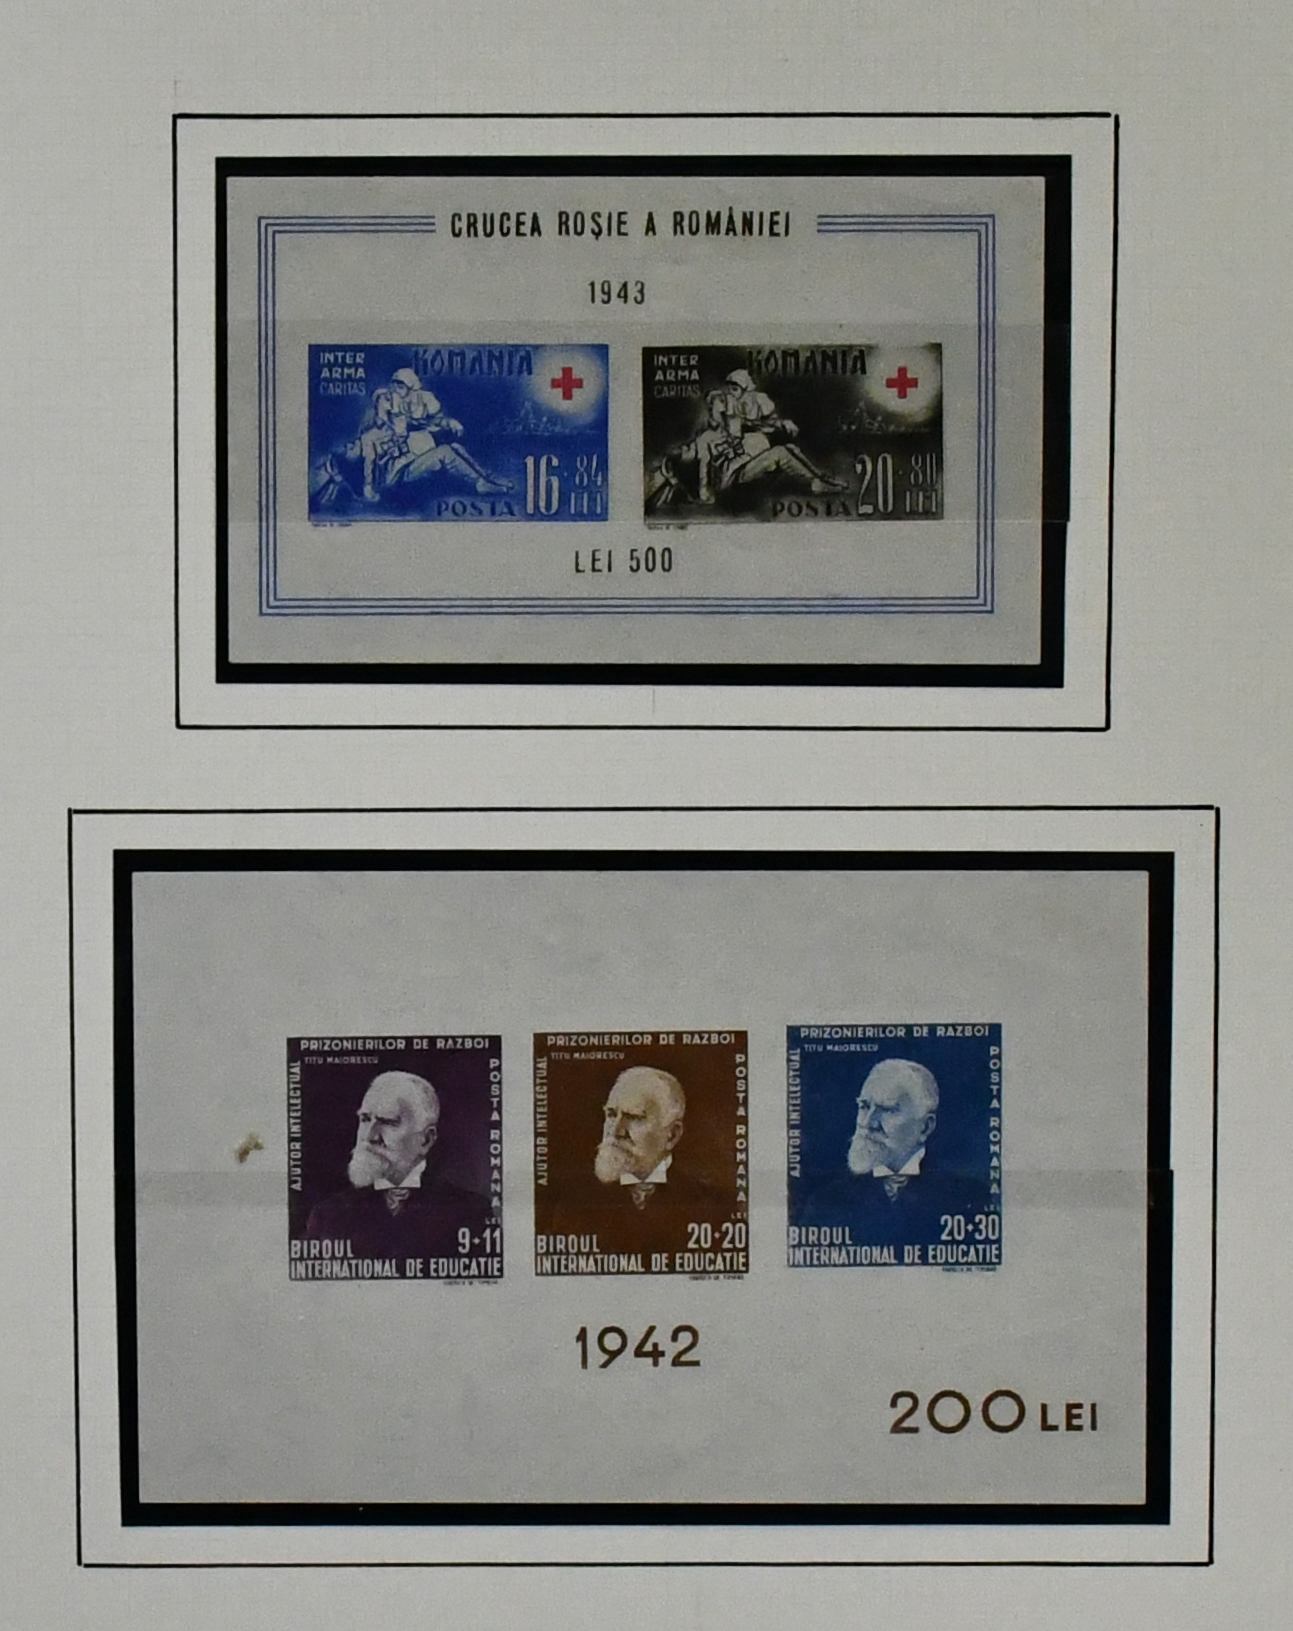 CRUCEA ROȘIE A ROMÂNIEI
1943
INTER
ARMA
CARITAS
ROMANIA
16+84
LEI
POSTA
INTER
ARMA
CARITAS
ROMANIA
20+80
LEI
POSTA
LEI 500
PRIZONIERILOR DE RAZBOI
TITU MAIORESCU
AJUTOR INTELECTUAL
POSTA ROMANA
LEI
9+11
BIROUL
INTERNATIONAL DE EDUCATIE
PRIZONIERILOR DE RAZBOI
TITU MAIORESCU
AJUTOR INTELECTUAL
POSTA ROMANA
LEI
20+20
BIROUL
INTERNATIONAL DE EDUCATIE
PRIZONIERILOR DE RAZBOI
TITU MAIORESCU
AJUTOR INTELECTUAL
POSTA ROMANA
LEI
20+30
BIROUL
INTERNATIONAL DE EDUCATIE
1942
200 LEI